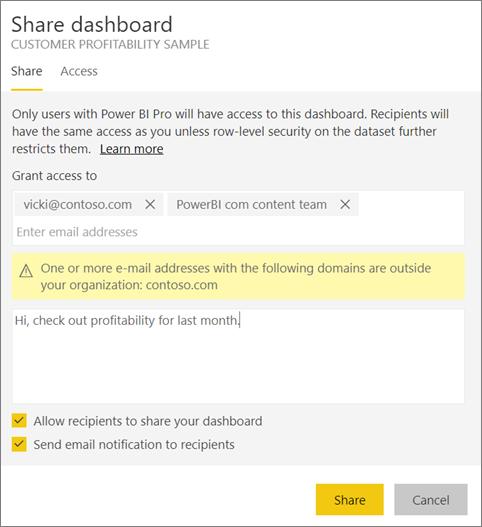 Share dashboard
CUSTOMER PROFITABILITY SAMPLE
Share Access
Only users with Power BI Pro will have access to this dashboard. Recipients will
have the same access as you unless row-level security on the dataset further
restricts them. Learn more
Grant access to
vicki@contoso.com PowerBI com content team
Enter email addresses
One or more e-mail addresses with the following domains are outside
your organization: contoso.com
Hi, check out profitability for last month.
Allow recipients to share your dashboard
Send email notification to recipients
Share Cancel